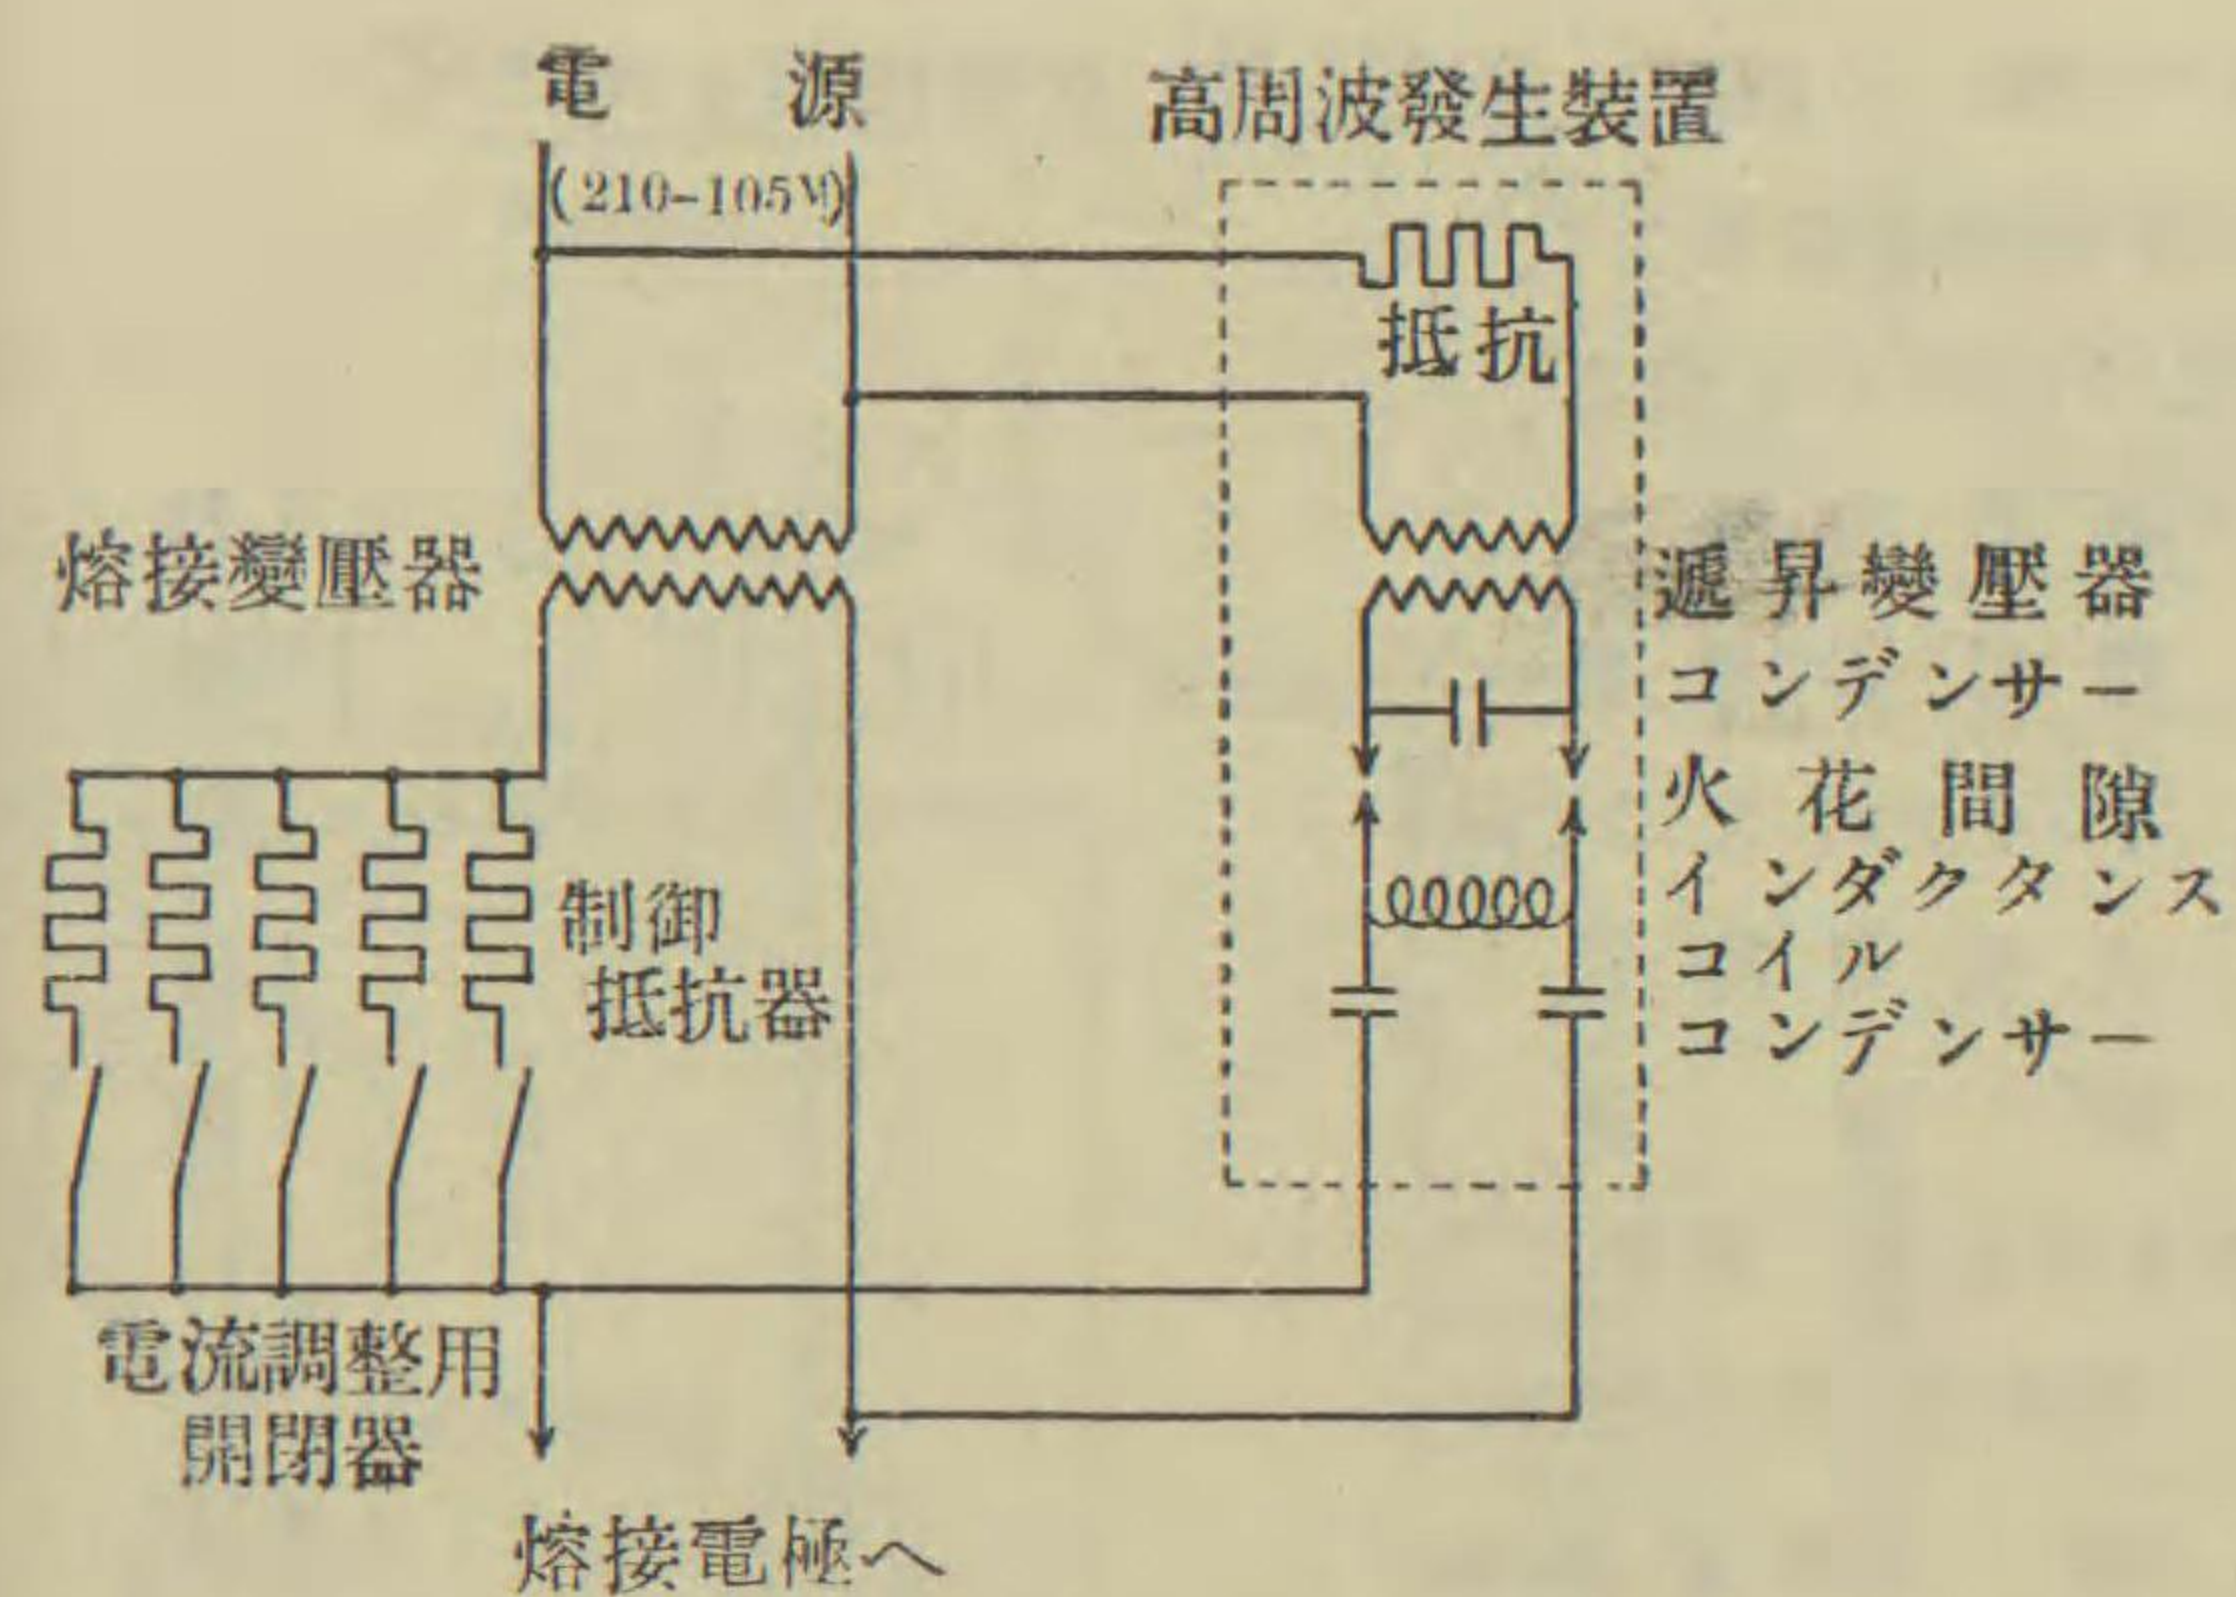 電源
(210-105V)
高周波發生裝置
抵抗
熔接變壓器
遞昇變壓器
コンデンサー
火花間隙
インダクタンス
コイル
コンデンサー
制御
抵抗器
電流調整用
開閉器
熔接電極へ